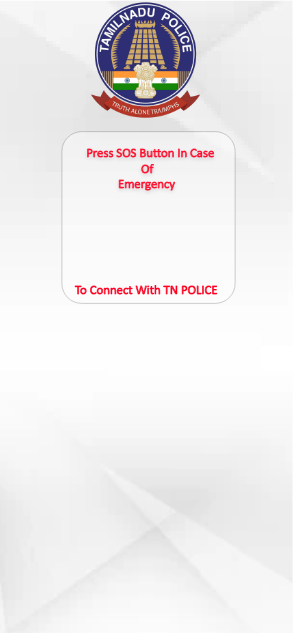 TAMILNADU POLICE
TRUTH ALONE TRIUMPHS
Press SOS Button In Case
Of
Emergency
To Connect With TN POLICE